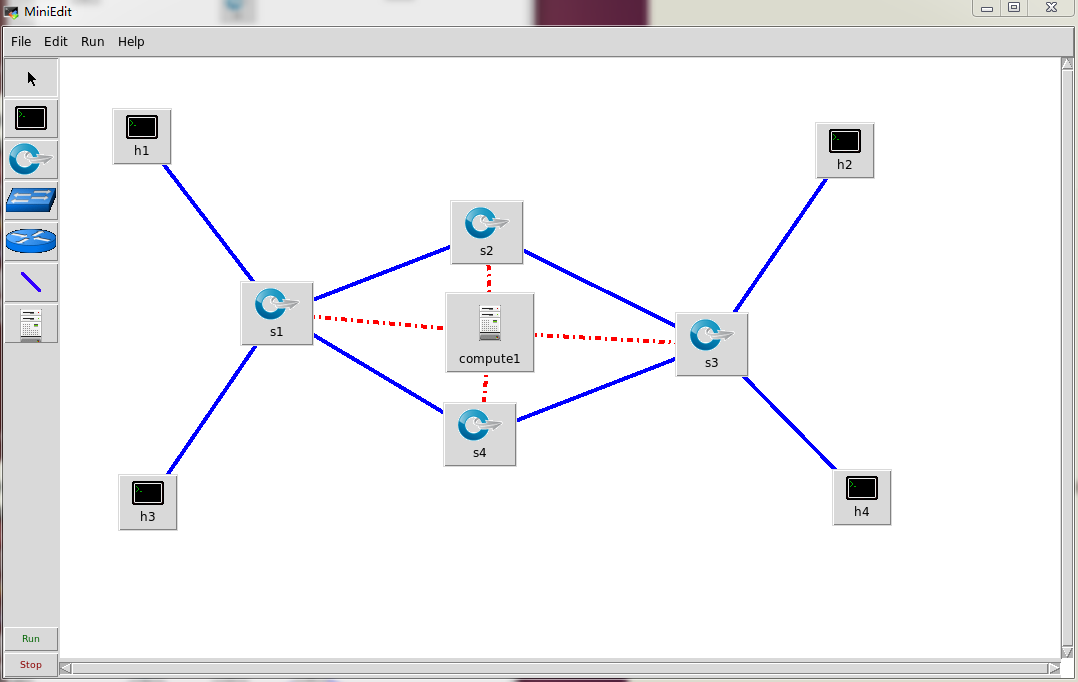 MiniEdit
File Edit Run Help
h1
h2
s2
s1
compute1
s3
s4
h3
h4
Run
Stop